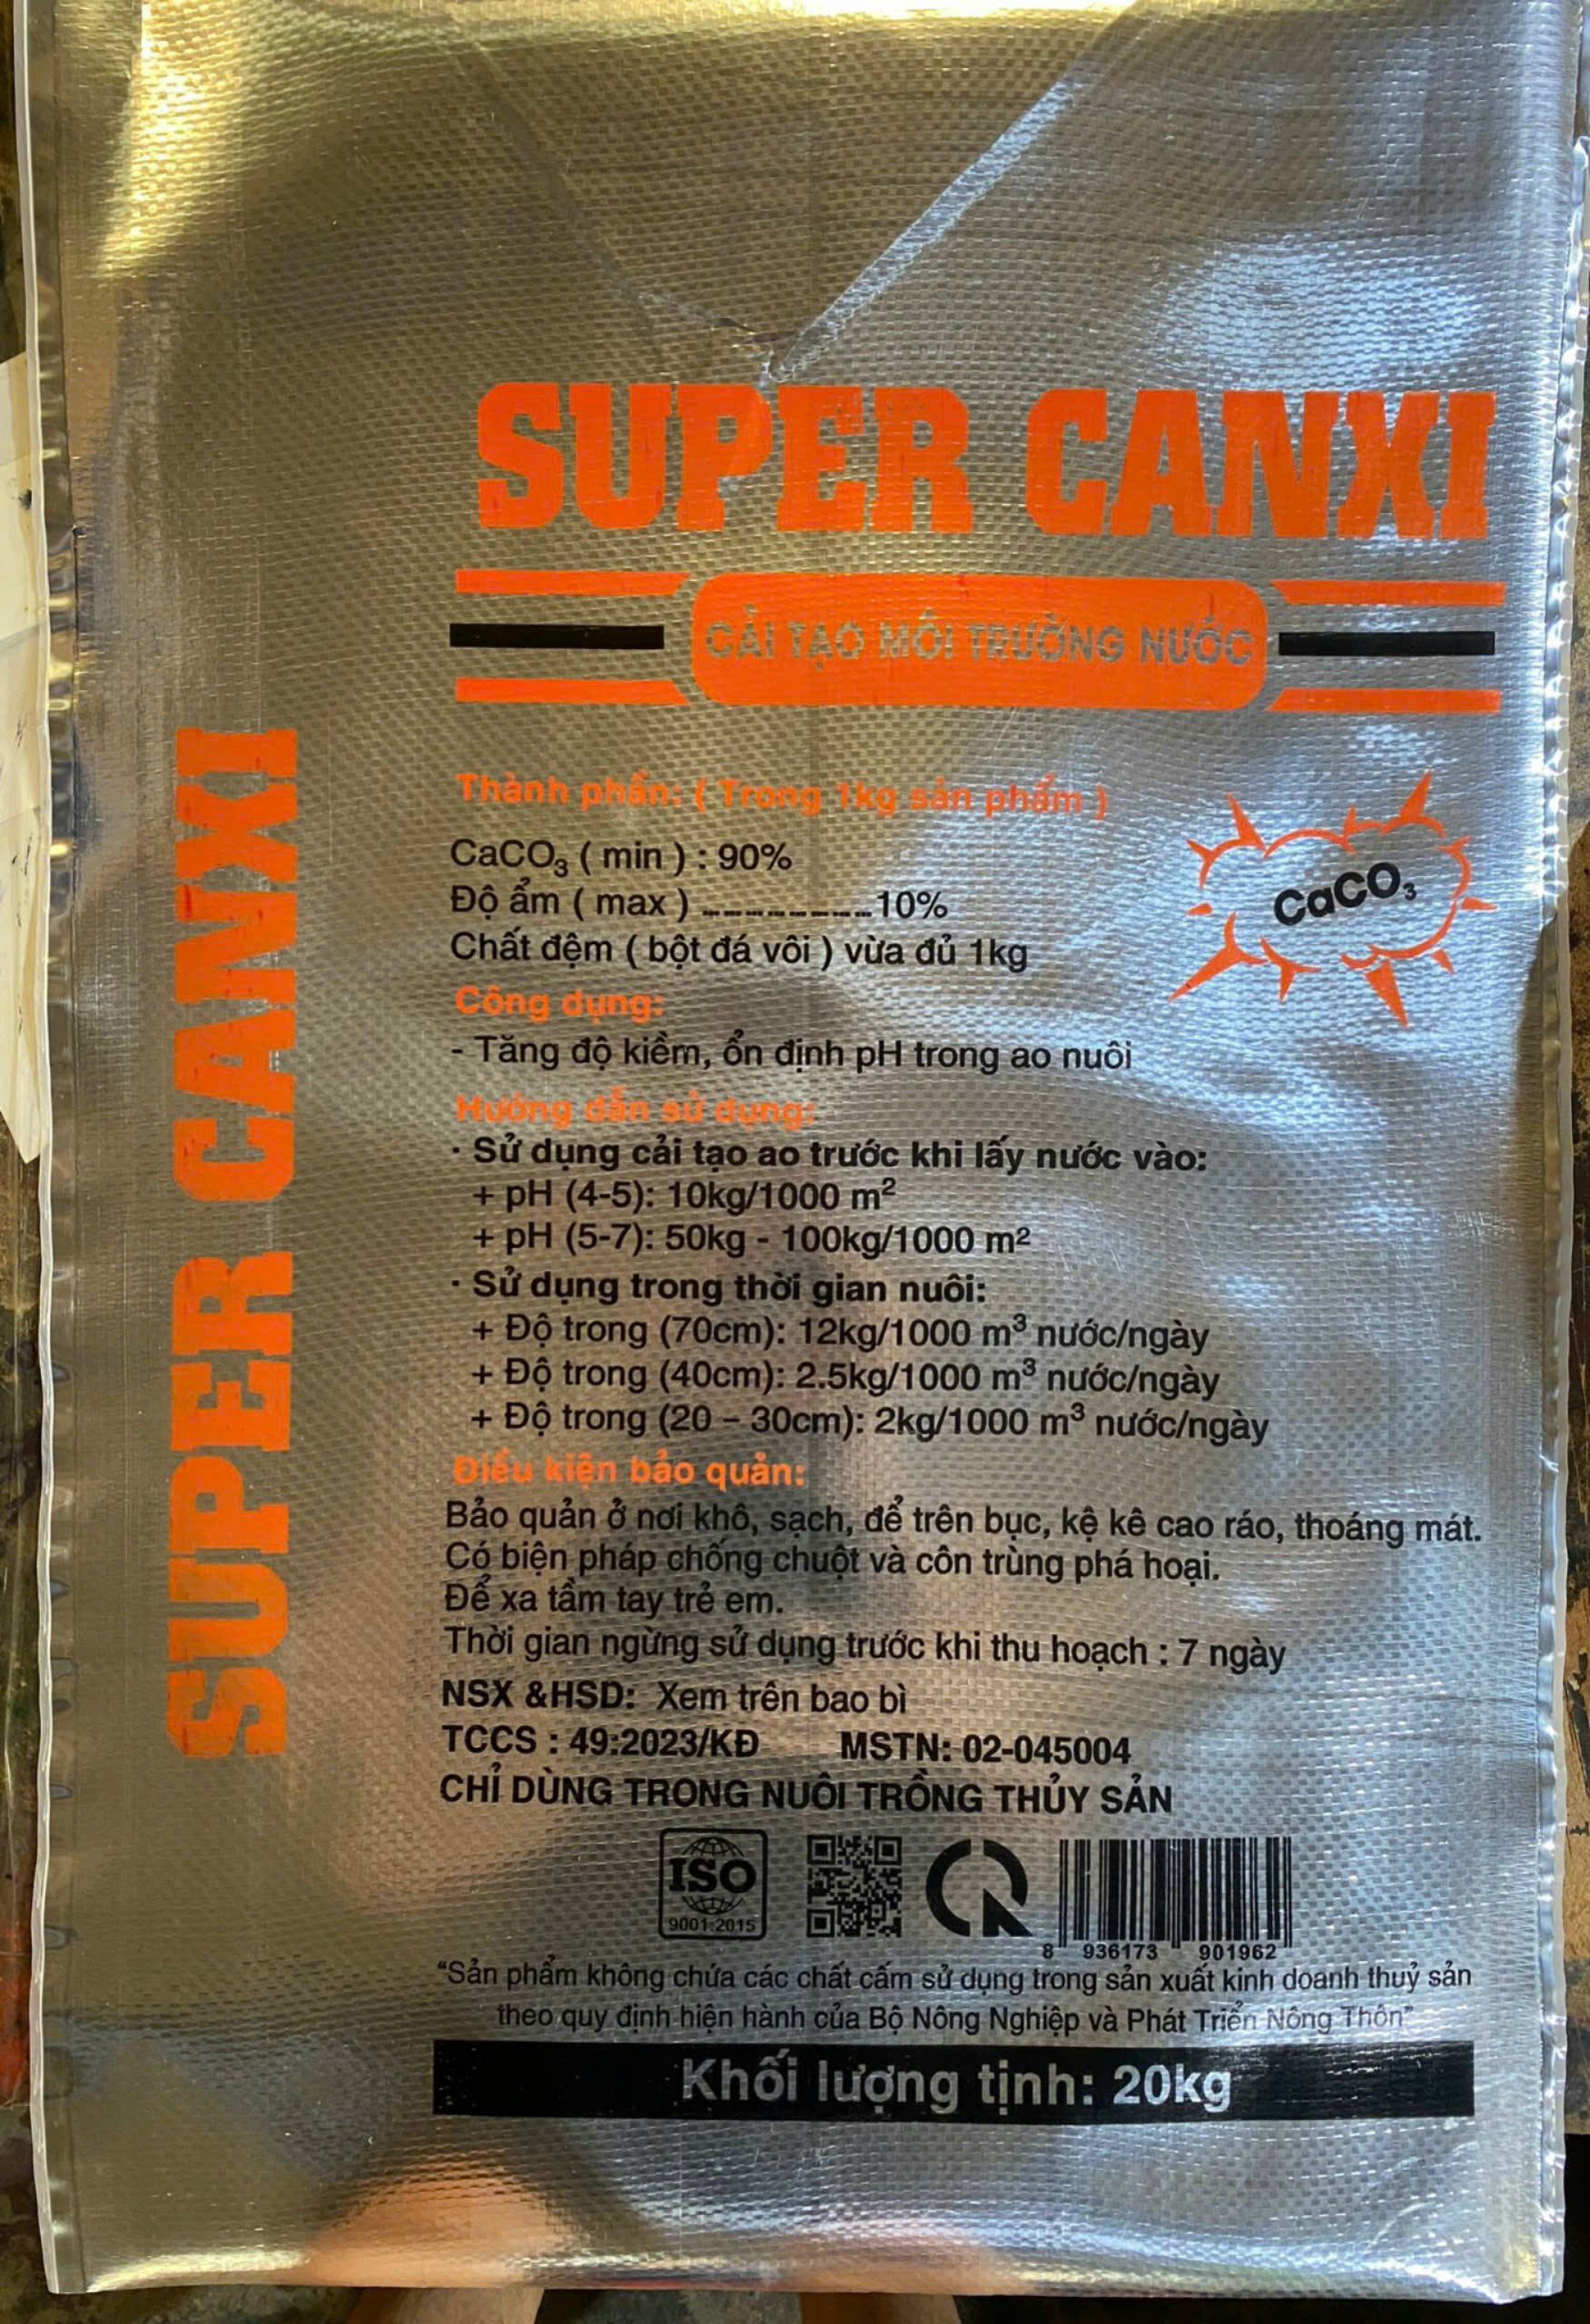 SUPER CANXI
CẢI TẠO MÔI TRƯỜNG NƯỚC
SUPER CANXI
Thành phần: ( Trong 1kg sản phẩm )
CaCO₃ ( min ) : 90%
Độ ẩm ( max ) ............10%
Chất đệm ( bột đá vôi ) vừa đủ 1kg
CaCO₃
Công dụng:
- Tăng độ kiềm, ổn định pH trong ao nuôi
Hướng dẫn sử dụng:
· Sử dụng cải tạo ao trước khi lấy nước vào:
+ pH (4-5): 10kg/1000 m²
+ pH (5-7): 50kg - 100kg/1000 m²
· Sử dụng trong thời gian nuôi:
+ Độ trong (70cm): 12kg/1000 m³ nước/ngày
+ Độ trong (40cm): 2.5kg/1000 m³ nước/ngày
+ Độ trong (20 – 30cm): 2kg/1000 m³ nước/ngày
Điều kiện bảo quản:
Bảo quản ở nơi khô, sạch, để trên bục, kệ kê cao ráo, thoáng mát.
Có biện pháp chống chuột và côn trùng phá hoại.
Để xa tầm tay trẻ em.
Thời gian ngừng sử dụng trước khi thu hoạch : 7 ngày
NSX &HSD: Xem trên bao bì
TCCS : 49:2023/KĐ MSTN: 02-045004
CHỈ DÙNG TRONG NUÔI TRỒNG THỦY SẢN
ISO
9001:2015
8 936173 901962
“Sản phẩm không chứa các chất cấm sử dụng trong sản xuất kinh doanh thuỷ sản
theo quy định hiện hành của Bộ Nông Nghiệp và Phát Triển Nông Thôn”
Khối lượng tịnh: 20kg